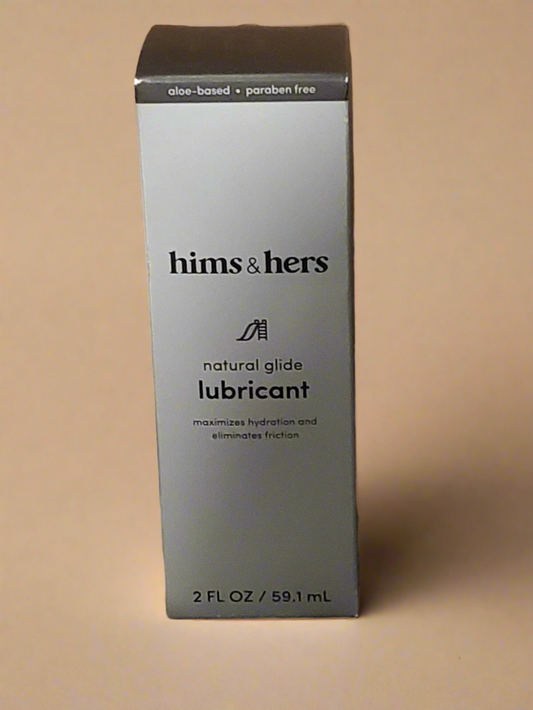 aloe-based • paraben free
hims & hers
natural glide
lubricant
maximizes hydration and
eliminates friction
2 FL OZ / 59.1 mL